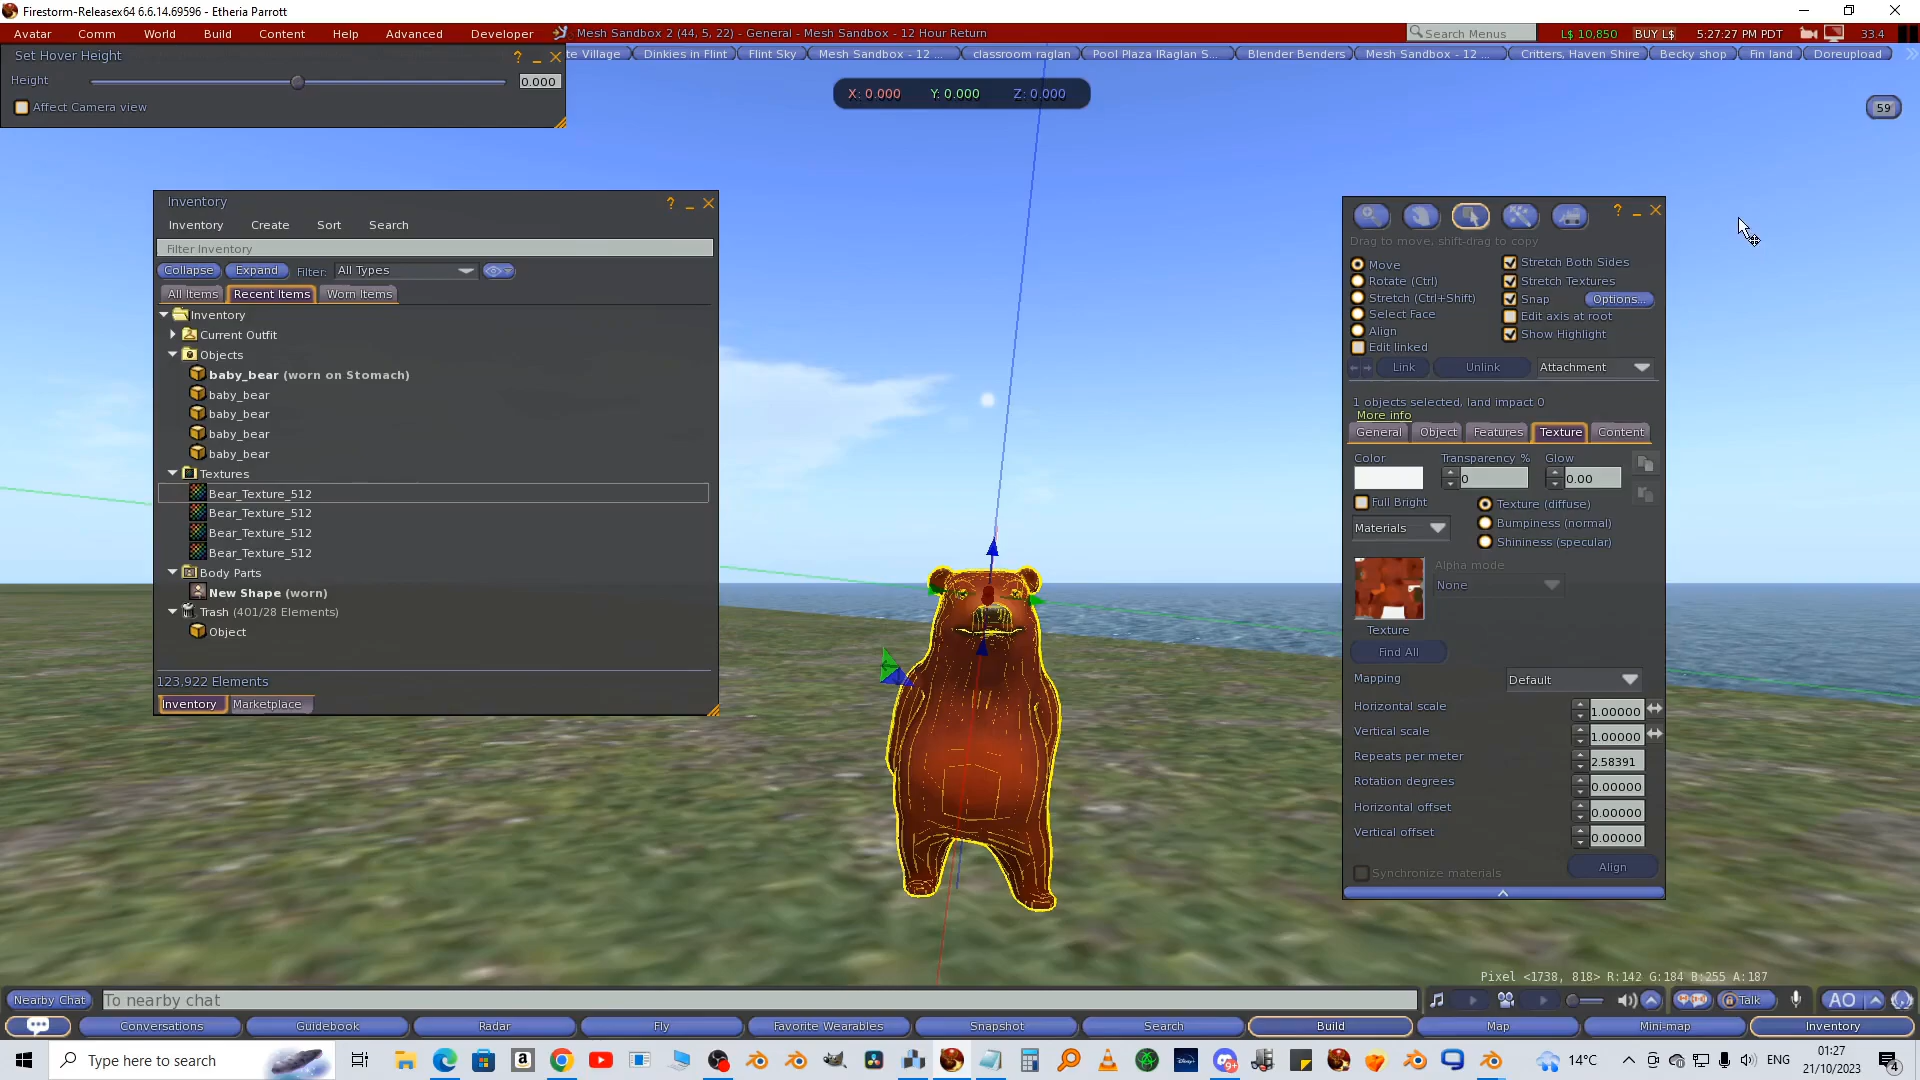 Firestorm-Releasex64 6.6.14.69596 - Etheria Parrott
Avatar Comm World Build Content Help Advanced Developer Mesh Sandbox 2 (44, 5, 22) - General - Mesh Sandbox - 12 Hour Return Search Menus L$ 10,850 BUY L$ 5:27:27 PM PDT 33.4
te Village Dinkies in Flint Flint Sky Mesh Sandbox - 12 ... classroom raglan Pool Plaza !Raglan S... Blender Benders Mesh Sandbox - 12 ... Critters, Haven Shire Becky shop Fin land Doreupload
Set Hover Height ?
Height 0.000
Affect Camera view
X: 0.000 Y: 0.000 Z: 0.000
59
Inventory ?
Inventory Create Sort Search
Filter Inventory
Collapse Expand Filter: All Types
All Items Recent Items Worn Items
Inventory
Current Outfit
Objects
baby_bear (worn on Stomach)
baby_bear
baby_bear
baby_bear
baby_bear
Textures
Bear_Texture_512
Bear_Texture_512
Bear_Texture_512
Bear_Texture_512
Body Parts
New Shape (worn)
Trash (401/28 Elements)
Object
123,922 Elements
Inventory Marketplace
?
Drag to move, shift-drag to copy
Move
Rotate (Ctrl)
Stretch (Ctrl+Shift)
Select Face
Align
Edit linked
Stretch Both Sides
Stretch Textures
Snap Options...
Edit axis at root
Show Highlight
Link Unlink Attachment
1 objects selected, land impact 0
More info
General Object Features Texture Content
Color Transparency % Glow
0 0.00
Full Bright
Texture (diffuse)
Materials
Bumpiness (normal)
Shininess (specular)
Alpha mode
None
Texture
Find All
Mapping Default
Horizontal scale 1.00000
Vertical scale 1.00000
Repeats per meter 2.58391
Rotation degrees 0.00000
Horizontal offset 0.00000
Vertical offset 0.00000
Align
Synchronize materials
Pixel <1738, 818> R:142 G:184 B:255 A:187
Nearby Chat To nearby chat Talk AO
Conversations Guidebook Radar Fly Favorite Wearables Snapshot Search Build Map Mini-map Inventory
Type here to search 14°C ENG
01:27
21/10/2023
4